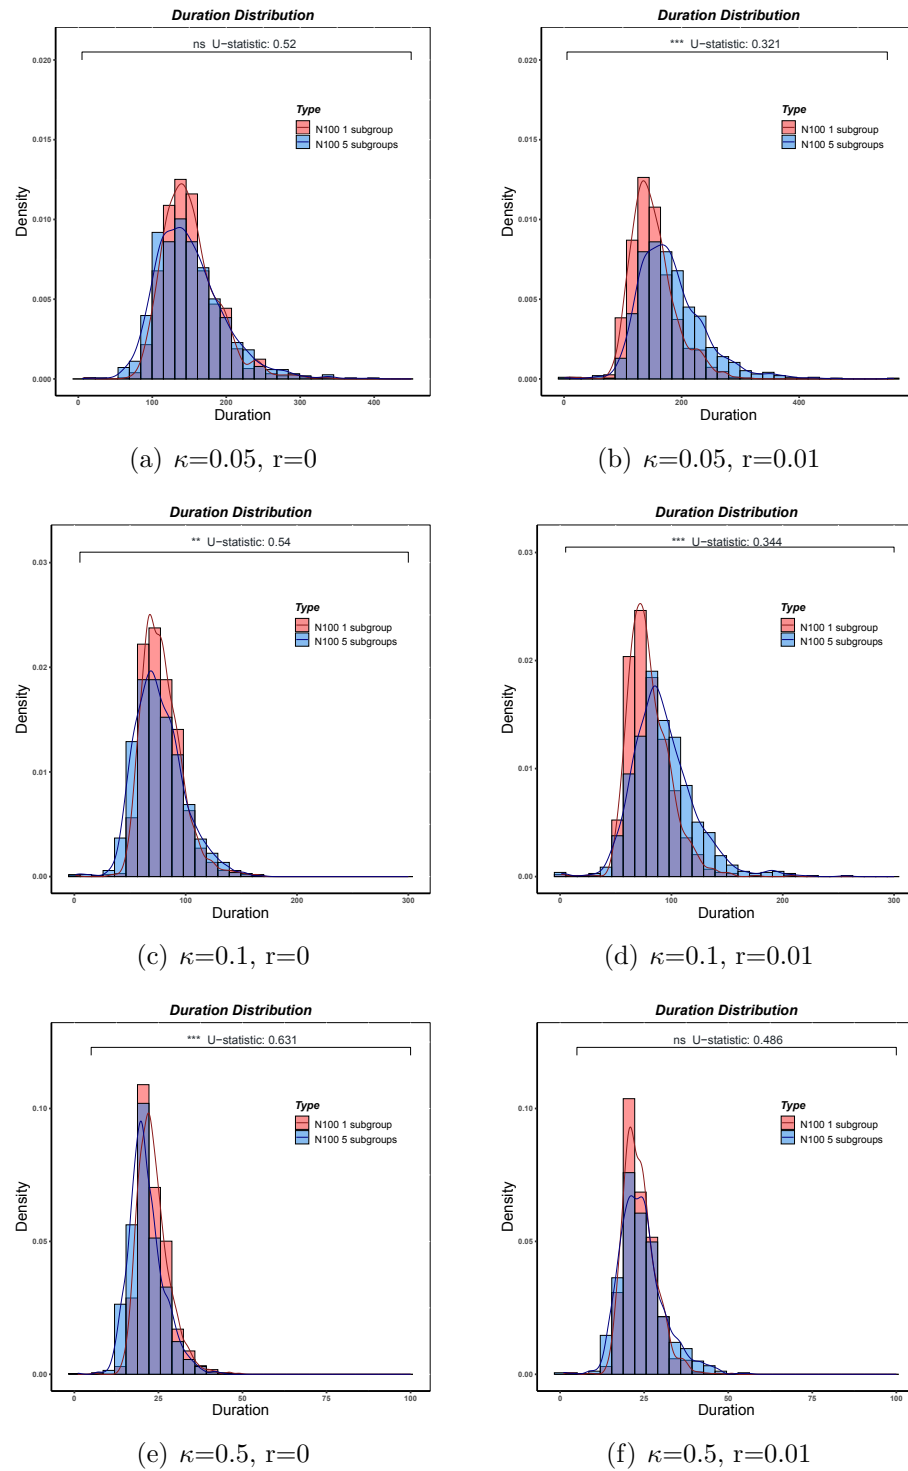 Duration Distribution
ns U−statistic: 0.52
0.020
0.015
0.010
0.005
0.000
Density
Type
N100 1 subgroup
N100 5 subgroups
0 100 200 300 400
Duration
(a) κ=0.05, r=0
Duration Distribution
*** U−statistic: 0.321
0.020
0.015
0.010
0.005
0.000
Density
Type
N100 1 subgroup
N100 5 subgroups
0 200 400
Duration
(b) κ=0.05, r=0.01
Duration Distribution
** U−statistic: 0.54
0.03
0.02
0.01
0.00
Density
Type
N100 1 subgroup
N100 5 subgroups
0 100 200 300
Duration
(c) κ=0.1, r=0
Duration Distribution
*** U−statistic: 0.344
0.03
0.02
0.01
0.00
Density
Type
N100 1 subgroup
N100 5 subgroups
0 100 200 300
Duration
(d) κ=0.1, r=0.01
Duration Distribution
*** U−statistic: 0.631
0.10
0.05
0.00
Density
Type
N100 1 subgroup
N100 5 subgroups
0 25 50 75 100
Duration
(e) κ=0.5, r=0
Duration Distribution
ns U−statistic: 0.486
0.10
0.05
0.00
Density
Type
N100 1 subgroup
N100 5 subgroups
0 25 50 75 100
Duration
(f) κ=0.5, r=0.01